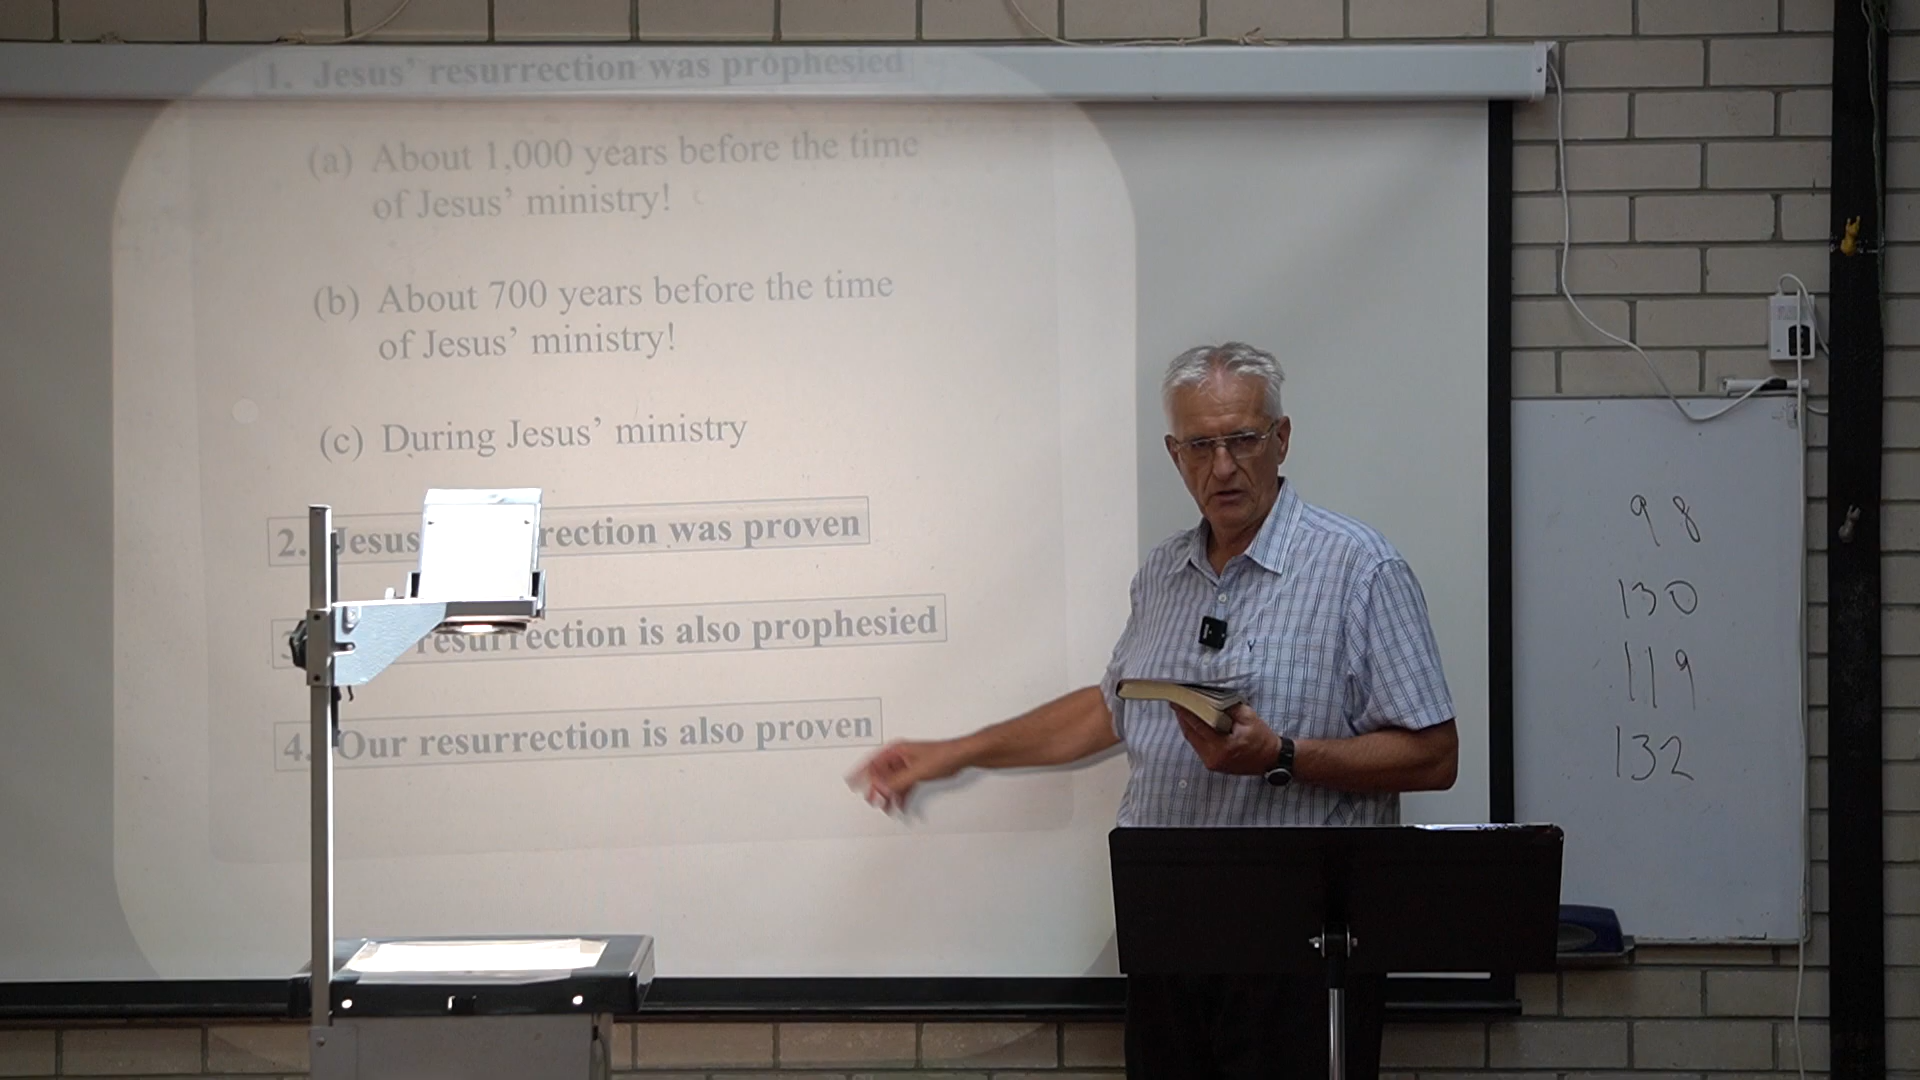 1. Jesus' resurrection was prophesied
(a) About 1,000 years before the time
of Jesus' ministry!
(b) About 700 years before the time
of Jesus' ministry!
(c) During Jesus' ministry
2. Jesus rection was proven
resurrection is also prophesied
4. Our resurrection is also proven
98
130
119
132